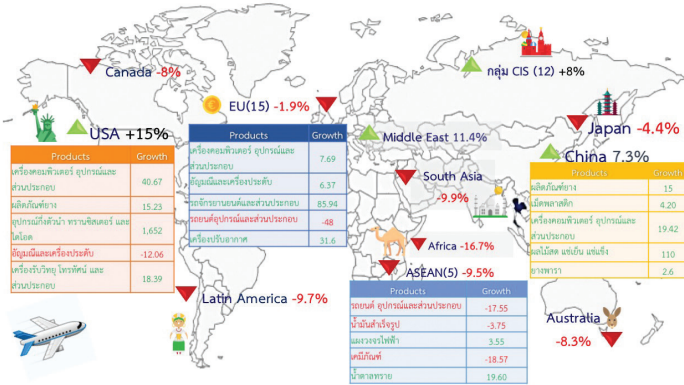 Canada -8%
กลุ่ม CIS (12) +8%
EU(15) -1.9%
USA +15%
Middle East 11.4%
Japan -4.4%
China 7.3%
South Asia
-9.9%
Africa -16.7%
ASEAN(5) -9.5%
Latin America -9.7%
Australia
-8.3%
Products Growth
เครื่องคอมพิวเตอร์ อุปกรณ์และ
ส่วนประกอบ 40.67
ผลิตภัณฑ์ยาง 15.23
อุปกรณ์กึ่งตัวนำ ทรานซิสเตอร์ และ
ไดโอด 1,652
อัญมณีและเครื่องประดับ -12.06
เครื่องรับวิทยุ โทรทัศน์ และ
ส่วนประกอบ 18.39
Products Growth
เครื่องคอมพิวเตอร์ อุปกรณ์และ
ส่วนประกอบ 7.69
อัญมณีและเครื่องประดับ 6.37
รถจักรยานยนต์และส่วนประกอบ 85.94
รถยนต์อุปกรณ์และส่วนประกอบ -48
เครื่องปรับอากาศ 31.6
Products Growth
ผลิตภัณฑ์ยาง 15
เม็ดพลาสติก 4.20
เครื่องคอมพิวเตอร์ อุปกรณ์และ
ส่วนประกอบ 19.42
ผลไม้สด แช่เย็น แช่แข็ง 110
ยางพารา 2.6
Products Growth
รถยนต์ อุปกรณ์และส่วนประกอบ -17.55
น้ำมันสำเร็จรูป -3.75
แผงวงจรไฟฟ้า 3.55
เคมีภัณฑ์ -18.57
น้ำตาลทราย 19.60